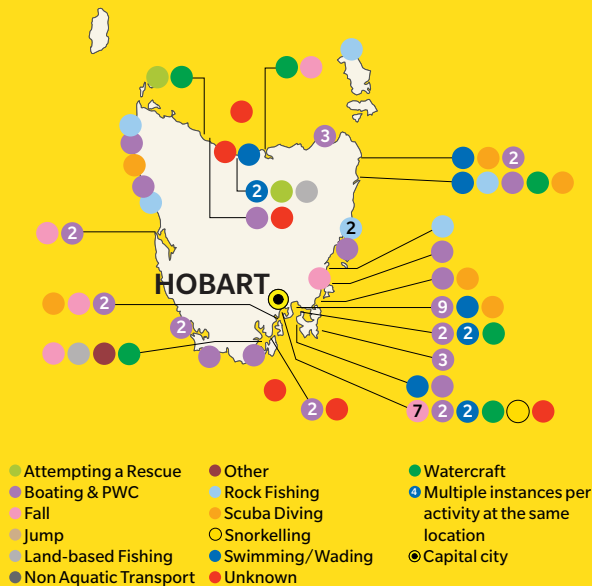 3
2
2
2
2
HOBART
2
9
2
2 2
3
2
2
7 2 2
Attempting a Rescue
Boating & PWC
Fall
Jump
Land-based Fishing
Non Aquatic Transport
Other
Rock Fishing
Scuba Diving
Snorkelling
Swimming/Wading
Unknown
Watercraft
4 Multiple instances per
activity at the same
location
Capital city